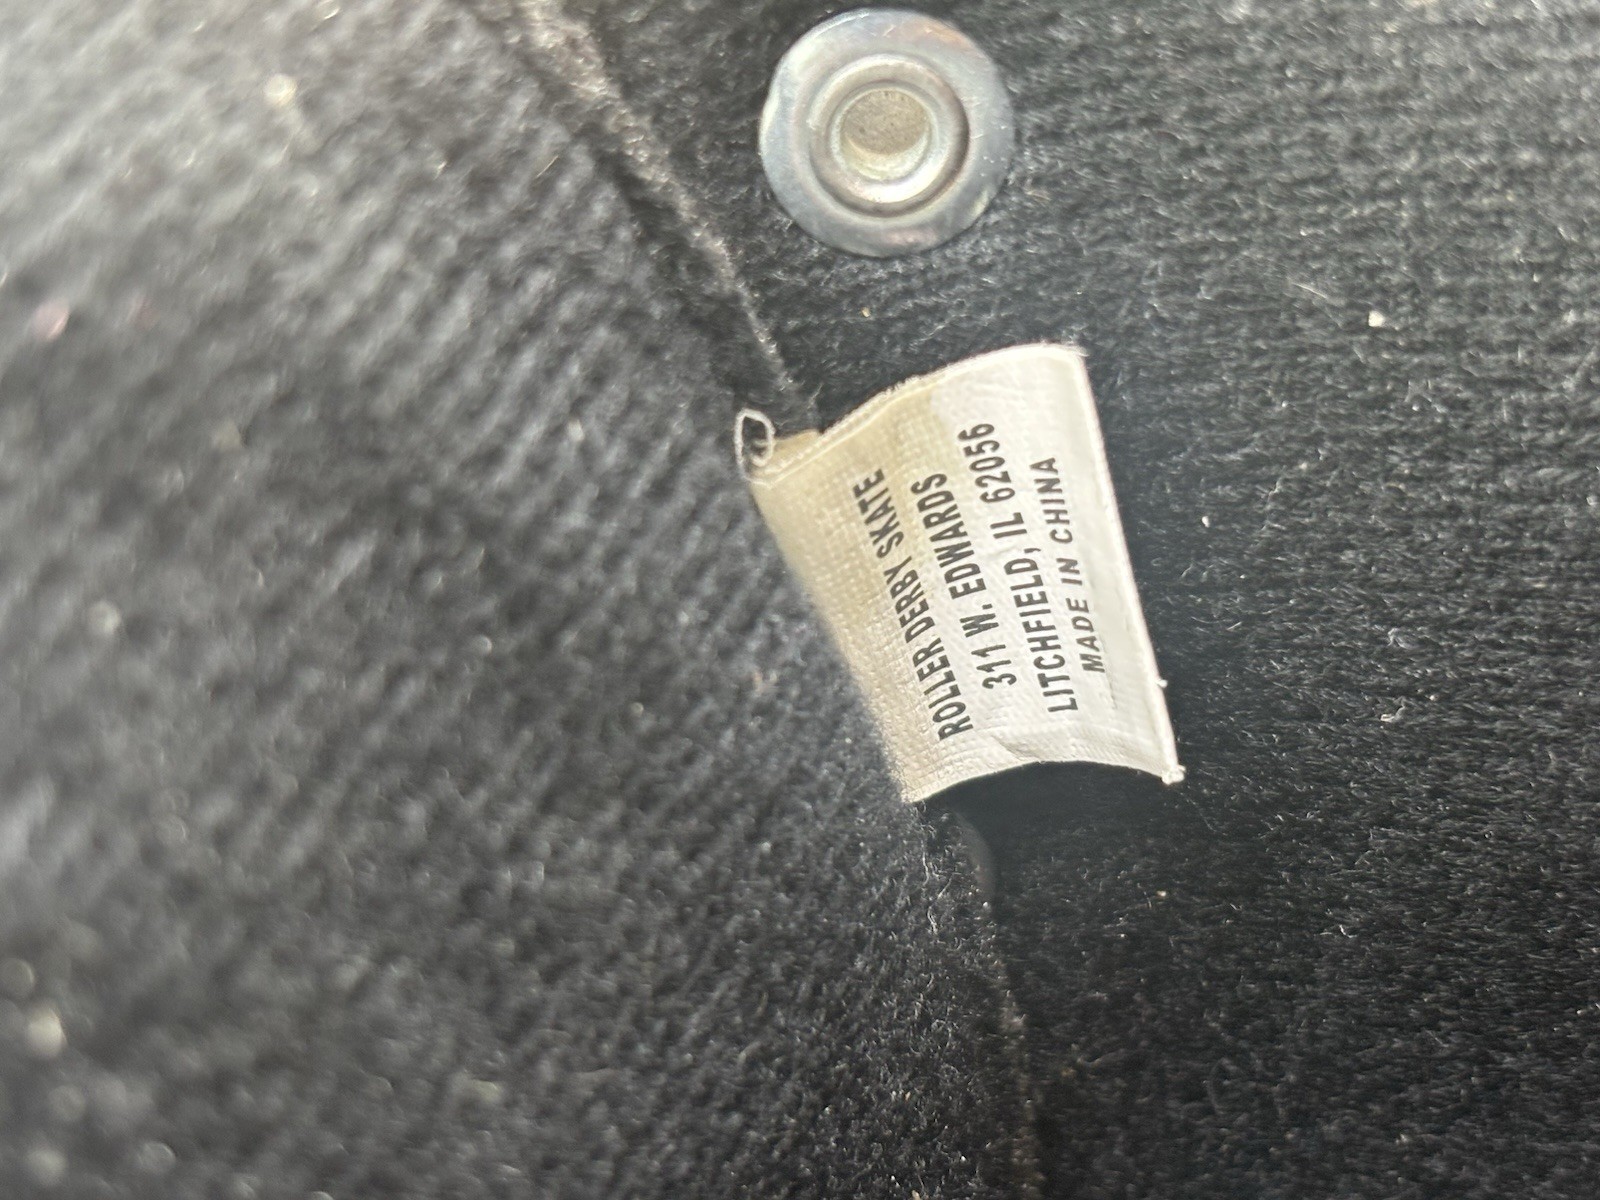 ROLLER DERBY SKATE
311 W. EDWARDS
LITCHFIELD, IL 62056
MADE IN CHINA